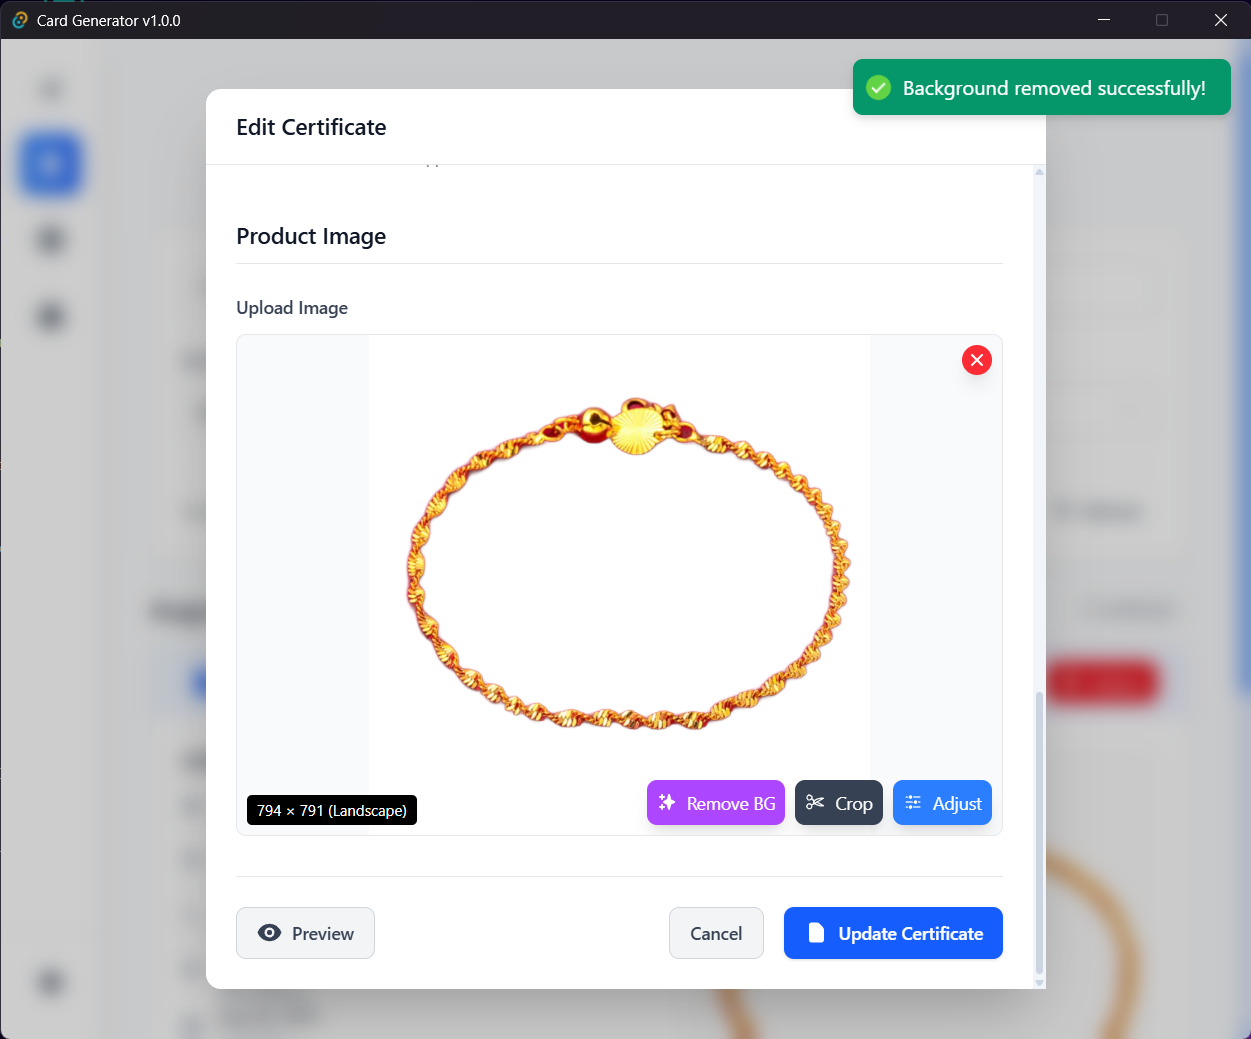 Card Generator v1.0.0
Background removed successfully!
Edit Certificate
Product Image
Upload Image
794 × 791 (Landscape)
Remove BG
Crop
Adjust
Preview
Cancel
Update Certificate